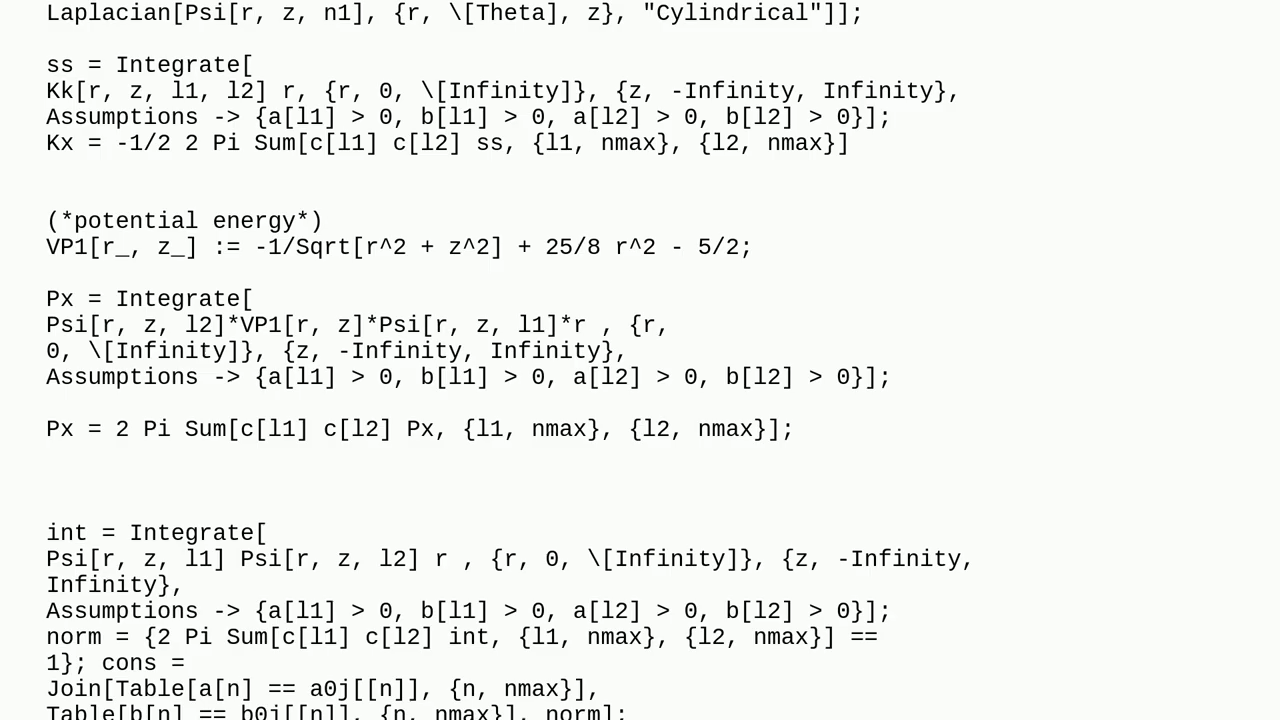 Laplacian[Psi[r, z, n1], {r, \[Theta], z}, "Cylindrical"]];
ss = Integrate[
Kk[r, z, l1, l2] r, {r, 0, \[Infinity]}, {z, -Infinity, Infinity},
Assumptions -> {a[l1] > 0, b[l1] > 0, a[l2] > 0, b[l2] > 0}];
Kx = -1/2 2 Pi Sum[c[l1] c[l2] ss, {l1, nmax}, {l2, nmax}]
(*potential energy*)
VP1[r_, z_] := -1/Sqrt[r^2 + z^2] + 25/8 r^2 - 5/2;
Px = Integrate[
Psi[r, z, l2]*VP1[r, z]*Psi[r, z, l1]*r , {r,
0, \[Infinity]}, {z, -Infinity, Infinity},
Assumptions -> {a[l1] > 0, b[l1] > 0, a[l2] > 0, b[l2] > 0}];
Px = 2 Pi Sum[c[l1] c[l2] Px, {l1, nmax}, {l2, nmax}];
int = Integrate[
Psi[r, z, l1] Psi[r, z, l2] r , {r, 0, \[Infinity]}, {z, -Infinity,
Infinity},
Assumptions -> {a[l1] > 0, b[l1] > 0, a[l2] > 0, b[l2] > 0}];
norm = {2 Pi Sum[c[l1] c[l2] int, {l1, nmax}, {l2, nmax}] ==
1}; cons =
Join[Table[a[n] == a0j[[n]], {n, nmax}],
Table[b[n] == b0j[[n]], {n, nmax}], norm];